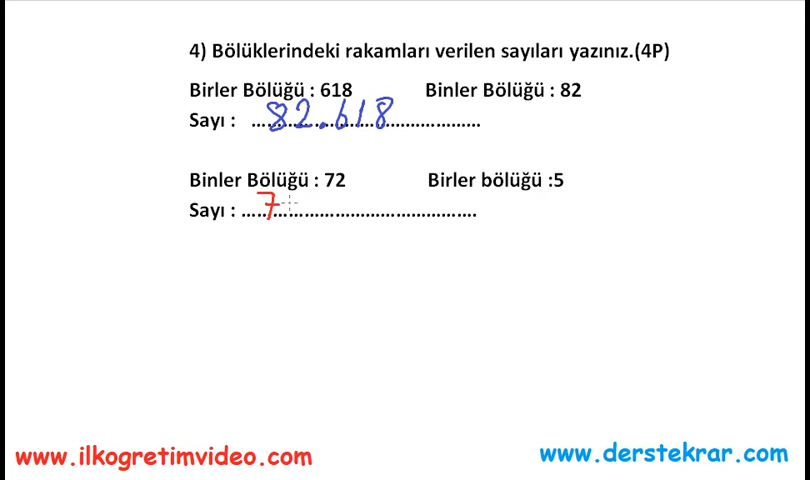 4) Bölüklerindeki rakamları verilen sayıları yazınız.(4P)
Birler Bölüğü : 618 Binler Bölüğü : 82
Sayı : ....82.618....
Binler Bölüğü : 72 Birler bölüğü :5
Sayı : ....7....
www.ilkogretimvideo.com www.derstekrar.com